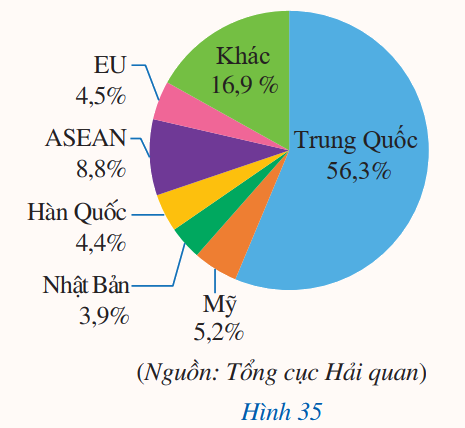 Khác
16,9 %
Trung Quốc
56,3%
Mỹ
5,2%
Nhật Bản
3,9%
Hàn Quốc
4,4%
ASEAN
8,8%
EU
4,5%
(Nguồn: Tổng cục Hải quan)
Hình 35